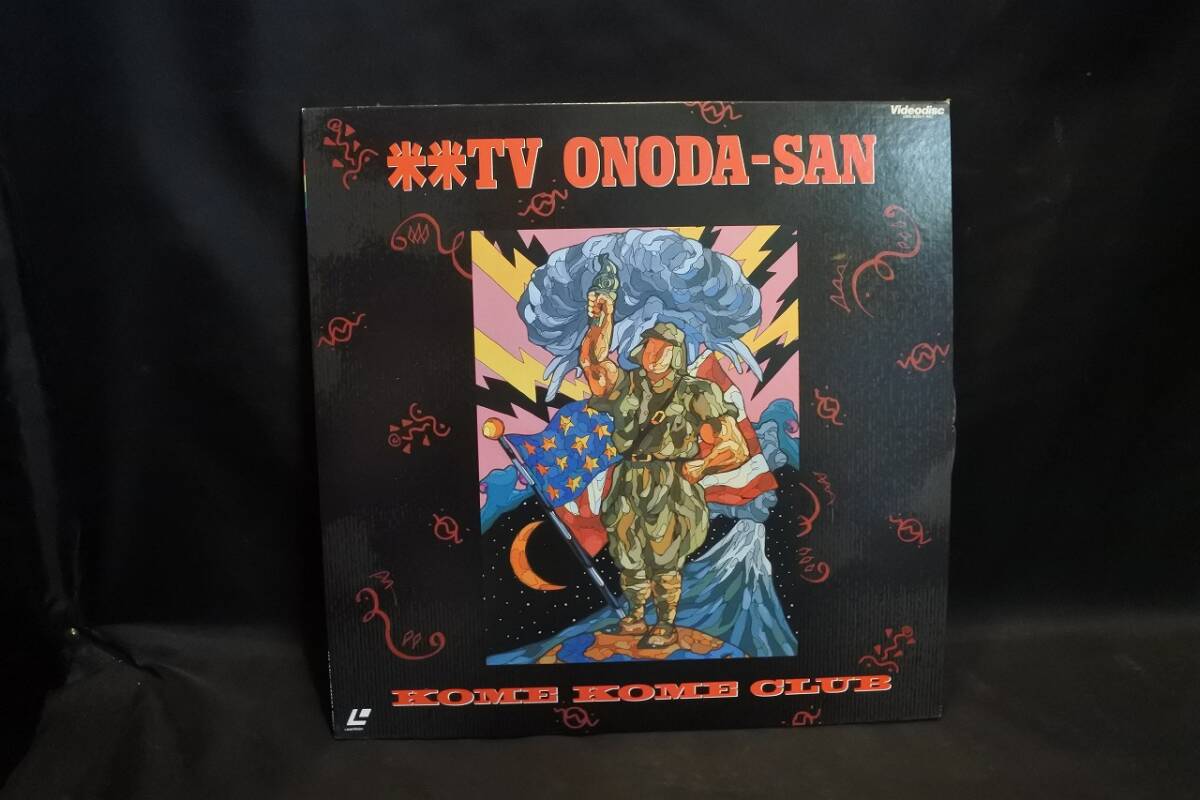 Videodisc
米米TV ONODA-SAN
KOME KOME CLUB